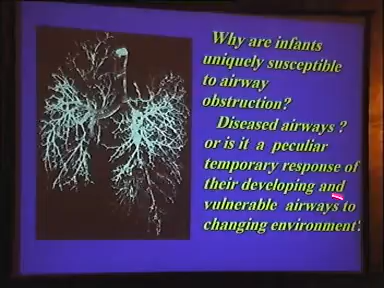 Why are infants
uniquely susceptible
to airway
obstruction?
Diseased airways ?
or is it a peculiar
temporary response of
their developing and
vulnerable airways to
changing environment?